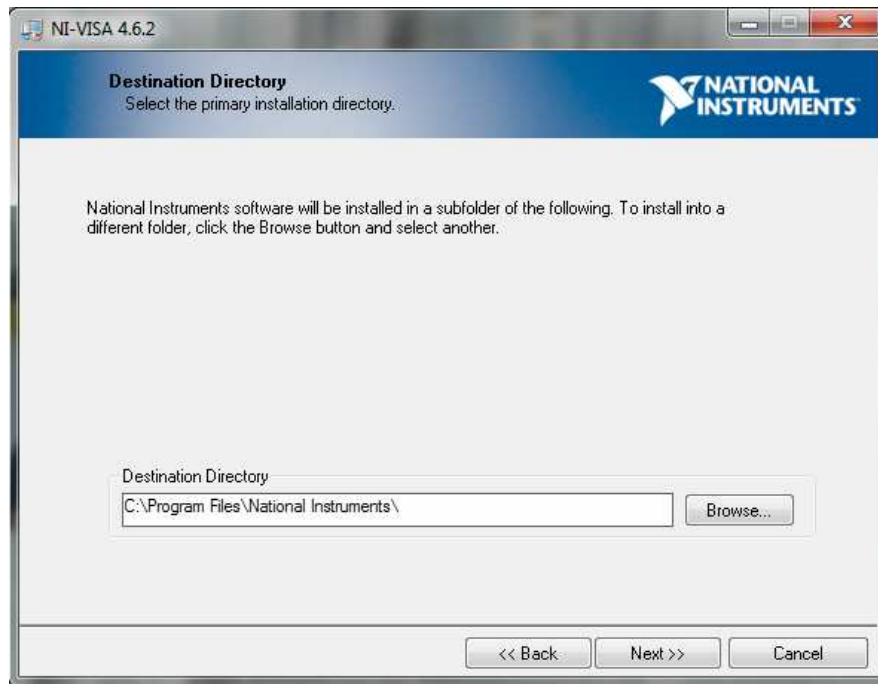 NI-VISA 4.6.2
Destination Directory
Select the primary installation directory.
NATIONAL
INSTRUMENTS
National Instruments software will be installed in a subfolder of the following. To install into a
different folder, click the Browse button and select another.
Destination Directory
C:\Program Files\National Instruments\
Browse...
<< Back
Next >>
Cancel